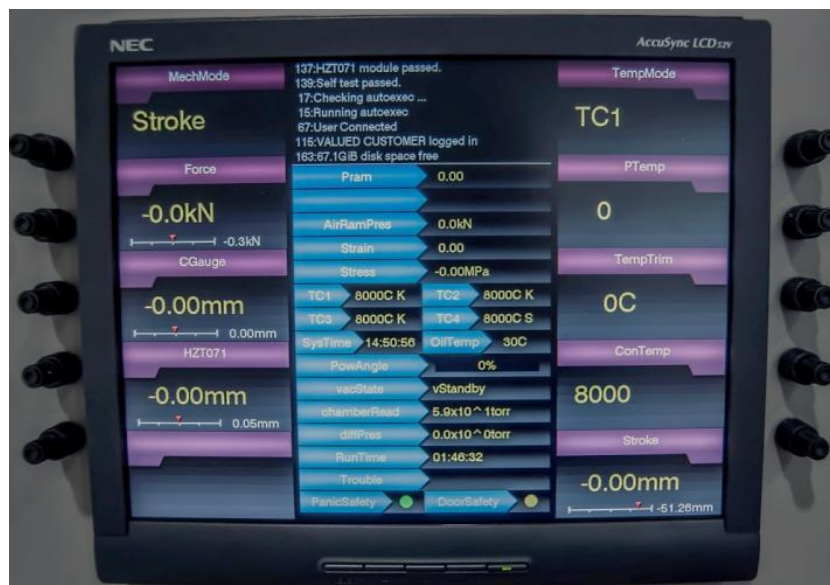 NEC
AccuSync LCD 52V
MechMode
Stroke
Force
-0.0kN
-0.3kN
CGauge
-0.00mm
0.00mm
HZT071
-0.00mm
0.05mm
137:HZT071 module passed.
139:Self test passed.
17:Checking autoexec ...
15:Running autoexec
67:User Connected
115:VALUED CUSTOMER logged in
163:67.1GiB disk space free
Pram 0.00
AirRamPres 0.0kN
Strain 0.00
Stress -0.00MPa
TC1 8000C K TC2 8000C K
TC3 8000C K TC4 8000C S
SysTime 14:50:56 OilTemp 30C
PowAngle 0%
vacState vStandby
chamberRead 5.9x10^1torr
diffPres 0.0x10^0torr
RunTime 01:46:32
Trouble
PanicSafety DoorSafety
TempMode
TC1
PTemp
0
TempTrim
0C
ConTemp
8000
Stroke
-0.00mm
-51.26mm